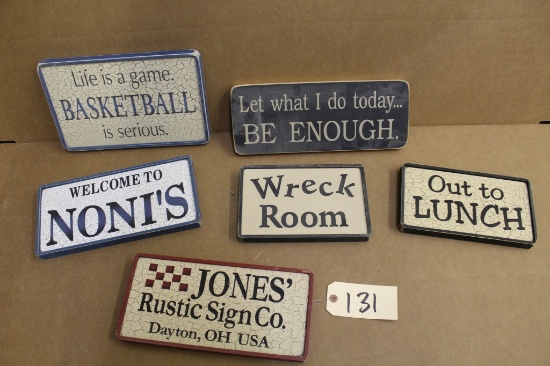 Life is a game.
BASKETBALL
is serious.
Let what I do today...
BE ENOUGH.
WELCOME TO
NONI'S
Wreck
Room
Out to
LUNCH
JONES'
Rustic Sign Co.
Dayton, OH USA
131